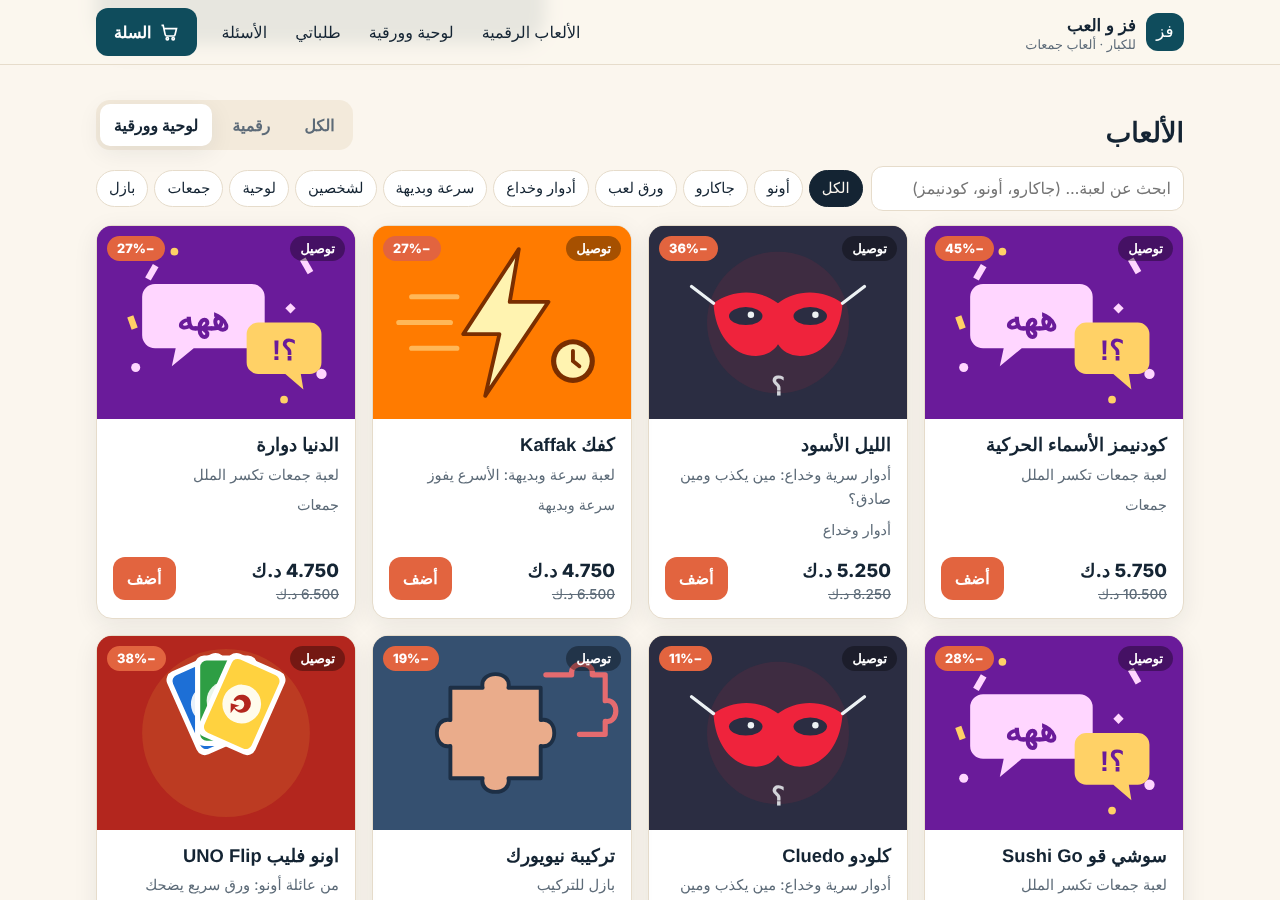 فز
فز و العب
للكبار · ألعاب جمعات
الألعاب الرقمية
لوحية وورقية
طلباتي
الأسئلة
السلة
الألعاب
الكل
رقمية
لوحية وورقية
ابحث عن لعبة... (جاكارو، أونو، كودنيمز)
الكل
أونو
جاكارو
ورق لعب
أدوار وخداع
سرعة وبديهة
لشخصين
لوحية
جمعات
بازل
توصيل
−45%
ههه
؟!
كودنيمز الأسماء الحركية
لعبة جمعات تكسر الملل
جمعات
5.750 د.ك
10.500 د.ك
أضف
توصيل
−36%
؟
الليل الأسود
أدوار سرية وخداع: مين يكذب ومين
صادق؟
أدوار وخداع
5.250 د.ك
8.250 د.ك
أضف
توصيل
−27%
كفك Kaffak
لعبة سرعة وبديهة: الأسرع يفوز
سرعة وبديهة
4.750 د.ك
6.500 د.ك
أضف
توصيل
−27%
ههه
؟!
الدنيا دوارة
لعبة جمعات تكسر الملل
جمعات
4.750 د.ك
6.500 د.ك
أضف
توصيل
−28%
ههه
؟!
سوشي قو Sushi Go
لعبة جمعات تكسر الملل
توصيل
−11%
؟
كلودو Cluedo
أدوار سرية وخداع: مين يكذب ومين
توصيل
−19%
تركيبة نيويورك
بازل للتركيب
توصيل
−38%
اونو فليب UNO Flip
من عائلة أونو: ورق سريع يضحك